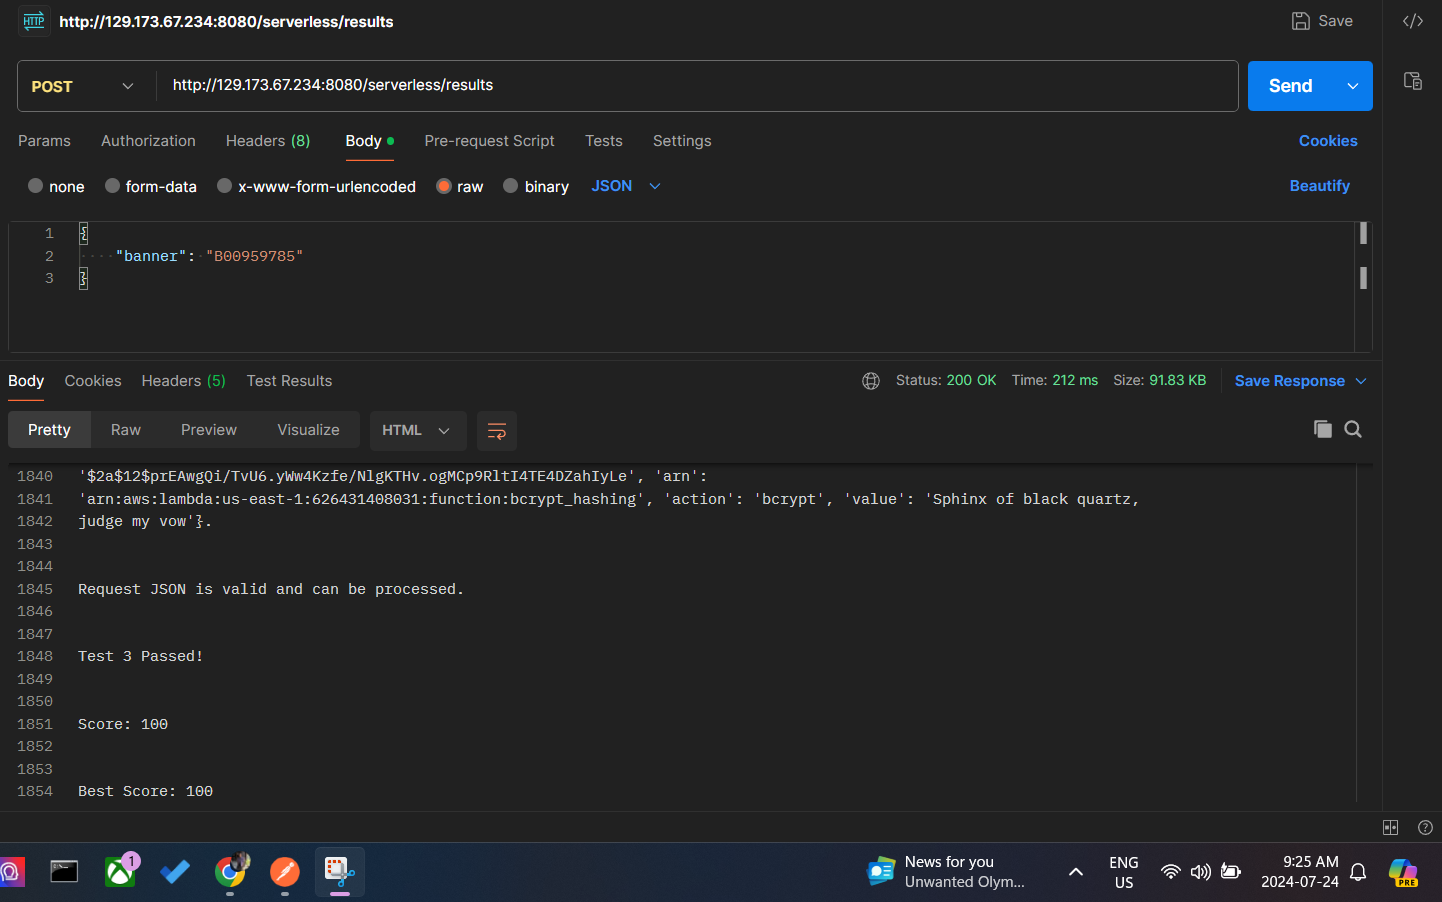 HTTP http://129.173.67.234:8080/serverless/results Save </>
POST http://129.173.67.234:8080/serverless/results Send
Params Authorization Headers (8) Body Pre-request Script Tests Settings Cookies
none form-data x-www-form-urlencoded raw binary JSON Beautify
1 {
2 "banner": "B00959785"
3 }
Body Cookies Headers (5) Test Results Status: 200 OK Time: 212 ms Size: 91.83 KB Save Response
Pretty Raw Preview Visualize HTML
1840 '$2a$12$prEAwgQi/TvU6.yWw4Kzfe/NlgKTHv.ogMCp9RltI4TE4DZahIyLe', 'arn':
1841 'arn:aws:lambda:us-east-1:626431408031:function:bcrypt_hashing', 'action': 'bcrypt', 'value': 'Sphinx of black quartz,
1842 judge my vow'}.
1843
1844
1845 Request JSON is valid and can be processed.
1846
1847
1848 Test 3 Passed!
1849
1850
1851 Score: 100
1852
1853
1854 Best Score: 100
1
News for you
Unwanted Olym...
ENG
US
9:25 AM
2024-07-24
PRE